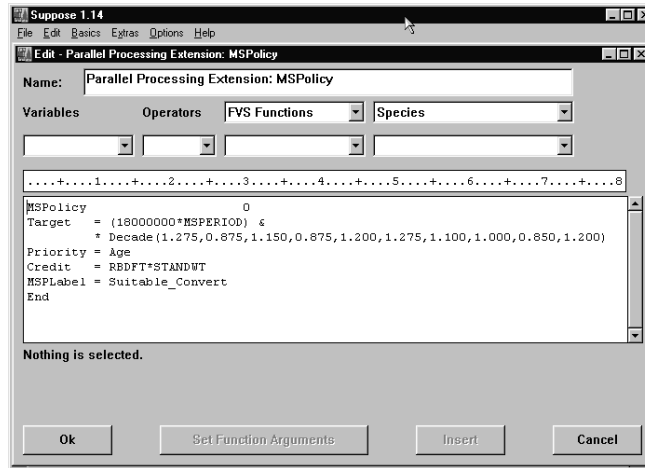 Suppose 1.14
File Edit Basics Extras Options Help
Edit - Parallel Processing Extension: MSPolicy
Name: Parallel Processing Extension: MSPolicy
Variables Operators FVS Functions Species
....+....1....+....2....+....3....+....4....+....5....+....6....+....7....+....8
MSPolicy 0
Target = (18000000*MSPERIOD) &
* Decade(1.275,0.875,1.150,0.875,1.200,1.275,1.100,1.000,0.850,1.200)
Priority = Age
Credit = RBDFT*STANDWT
MSPLabel = Suitable_Convert
End
Nothing is selected.
Ok Set Function Arguments Insert Cancel